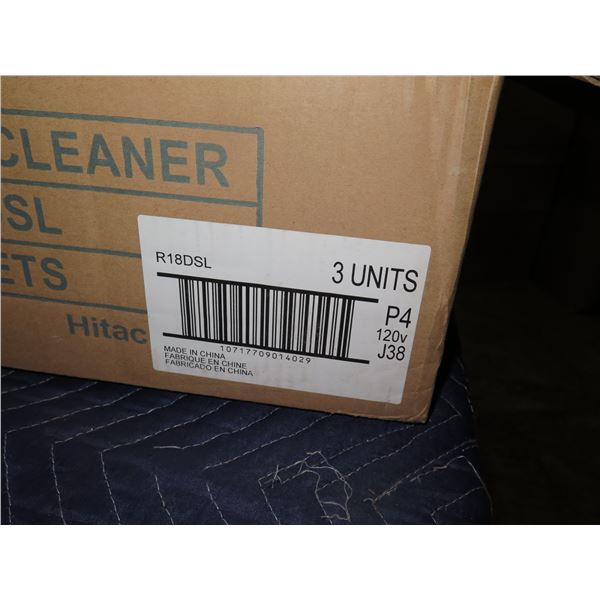 CLEANER
SL
ETS
Hitac
R18DSL
3 UNITS
P4
120v
J38
10717709014029
MADE IN CHINA
FABRIQUE EN CHINE
FABRICADO EN CHINA